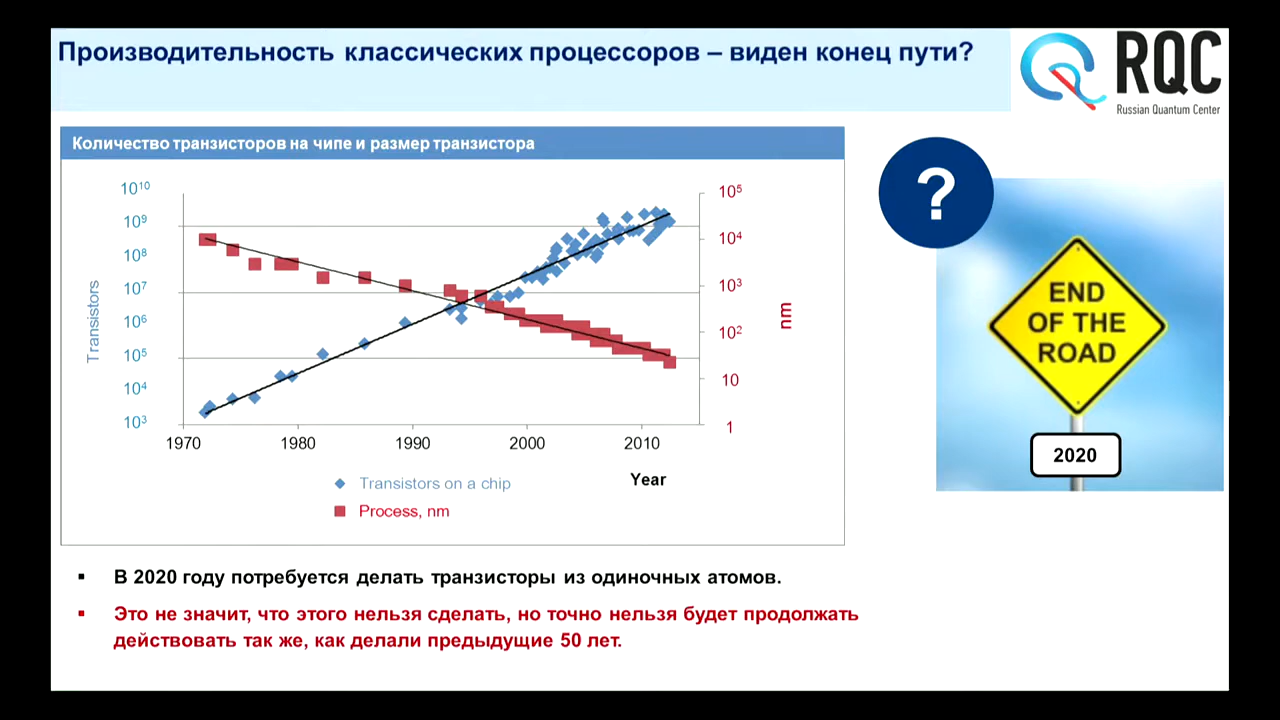 Производительность классических процессоров – виден конец пути?
RQC
Russian Quantum Center
Количество транзисторов на чипе и размер транзистора
10¹⁰
10⁹
10⁸
10⁷
10⁶
10⁵
10⁴
10³
Transistors
10⁵
10⁴
10³
10²
10
1
nm
1970 1980 1990 2000 2010
Year
Transistors on a chip
Process, nm
?
END
OF THE
ROAD
2020
В 2020 году потребуется делать транзисторы из одиночных атомов.
Это не значит, что этого нельзя сделать, но точно нельзя будет продолжать
действовать так же, как делали предыдущие 50 лет.